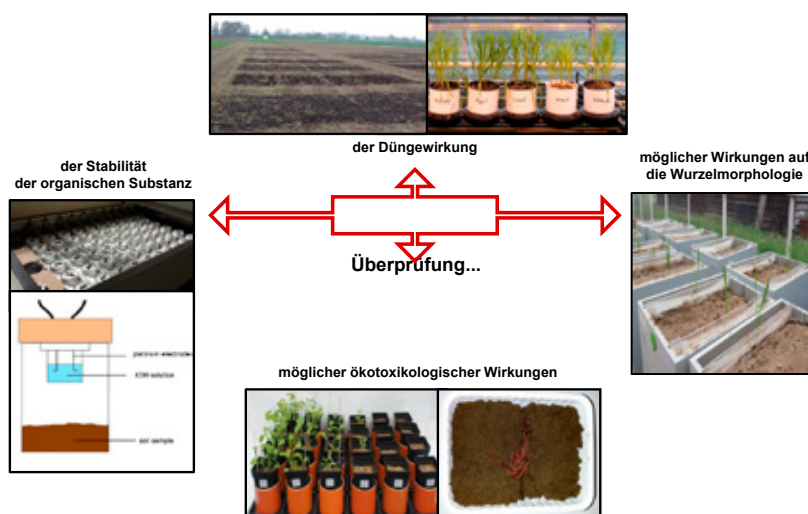 der Düngewirkung
der Stabilität
der organischen Substanz
möglicher Wirkungen auf
die Wurzelmorphologie
Überprüfung...
platinum electrodes
KOH solution
soil sample
möglicher ökotoxikologischer Wirkungen